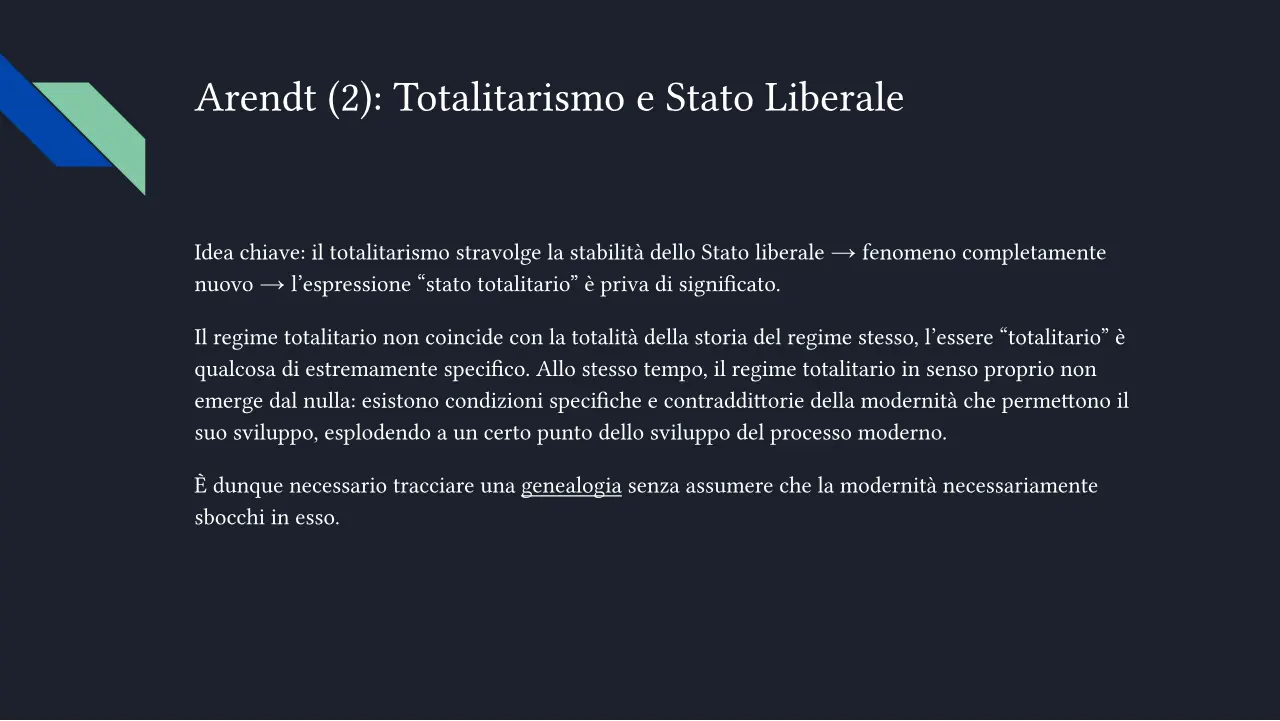 Arendt (2): Totalitarismo e Stato Liberale
Idea chiave: il totalitarismo stravolge la stabilità dello Stato liberale → fenomeno completamente
nuovo → l’espressione “stato totalitario” è priva di significato.
Il regime totalitario non coincide con la totalità della storia del regime stesso, l’essere “totalitario” è
qualcosa di estremamente specifico. Allo stesso tempo, il regime totalitario in senso proprio non
emerge dal nulla: esistono condizioni specifiche e contraddittorie della modernità che permettono il
suo sviluppo, esplodendo a un certo punto dello sviluppo del processo moderno.
È dunque necessario tracciare una genealogia senza assumere che la modernità necessariamente
sbocchi in esso.